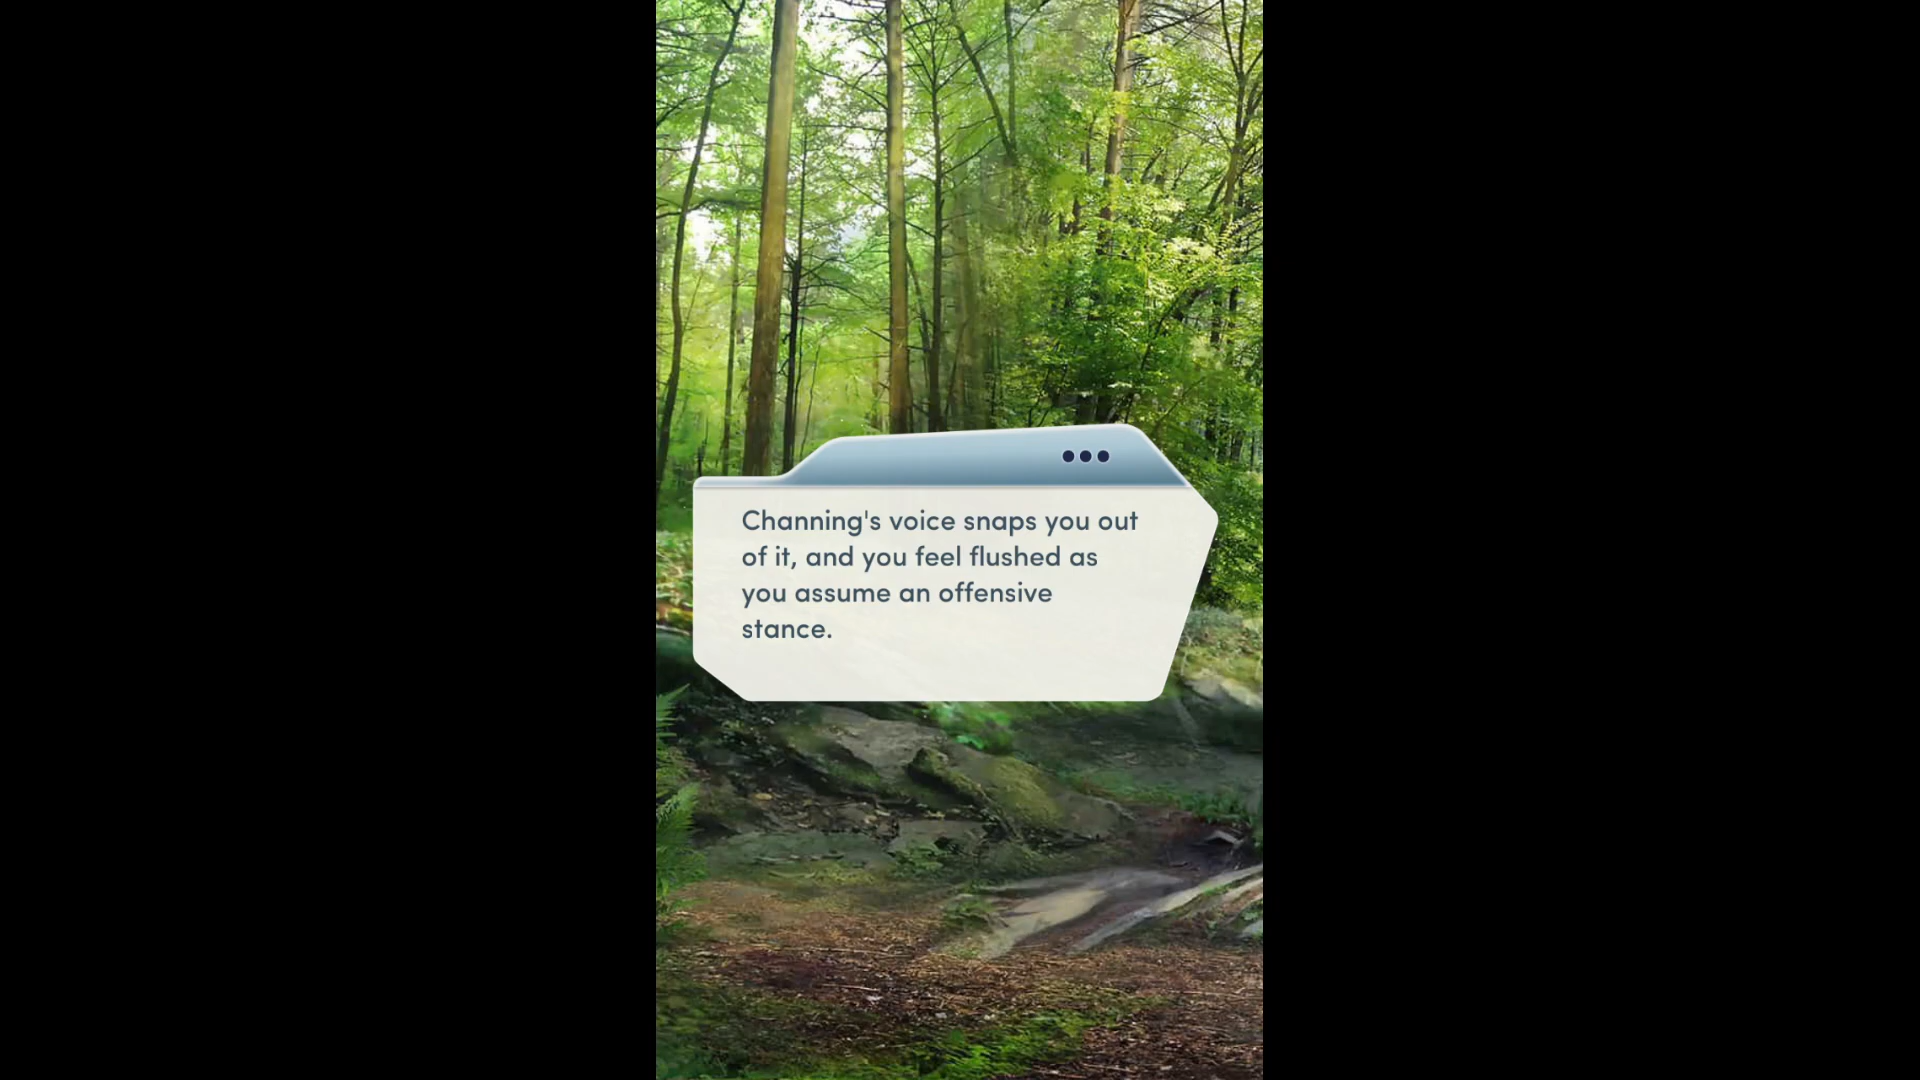 Channing's voice snaps you out
of it, and you feel flushed as
you assume an offensive
stance.